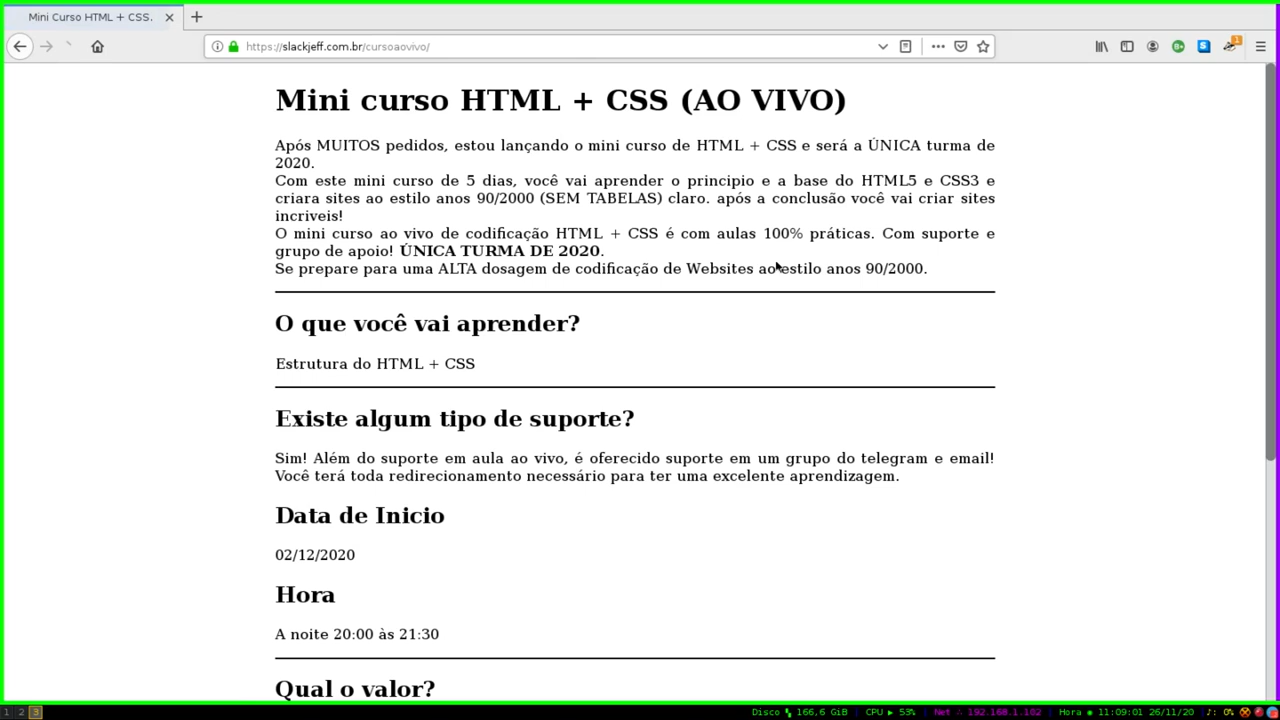 Mini Curso HTML + CSS.
https://slackjeff.com.br/cursoaovivo/
1
Mini curso HTML + CSS (AO VIVO)
Após MUITOS pedidos, estou lançando o mini curso de HTML + CSS e será a ÚNICA turma de
2020.
Com este mini curso de 5 dias, você vai aprender o principio e a base do HTML5 e CSS3 e
criara sites ao estilo anos 90/2000 (SEM TABELAS) claro. após a conclusão você vai criar sites
incriveis!
O mini curso ao vivo de codificação HTML + CSS é com aulas 100% práticas. Com suporte e
grupo de apoio! ÚNICA TURMA DE 2020.
Se prepare para uma ALTA dosagem de codificação de Websites ao estilo anos 90/2000.
O que você vai aprender?
Estrutura do HTML + CSS
Existe algum tipo de suporte?
Sim! Além do suporte em aula ao vivo, é oferecido suporte em um grupo do telegram e email!
Você terá toda redirecionamento necessário para ter uma excelente aprendizagem.
Data de Inicio
02/12/2020
Hora
A noite 20:00 às 21:30
Qual o valor?
1 2 3 Disco 166,6 GiB CPU 53% Net 192.168.1.102 Hora 11:09:01 26/11/20 0%